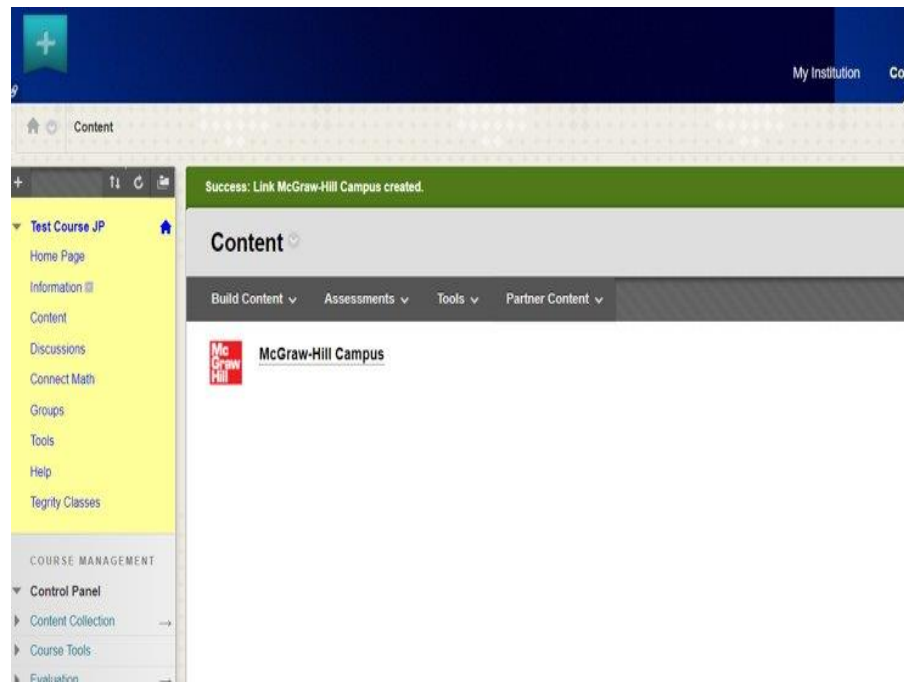 My Institution Co
Content
Success: Link McGraw-Hill Campus created.
Test Course JP
Home Page
Information
Content
Discussions
Connect Math
Groups
Tools
Help
Tegrity Classes
COURSE MANAGEMENT
Control Panel
Content Collection
Course Tools
Evaluation
Content
Build Content Assessments Tools Partner Content
Mc
Graw
Hill
McGraw-Hill Campus